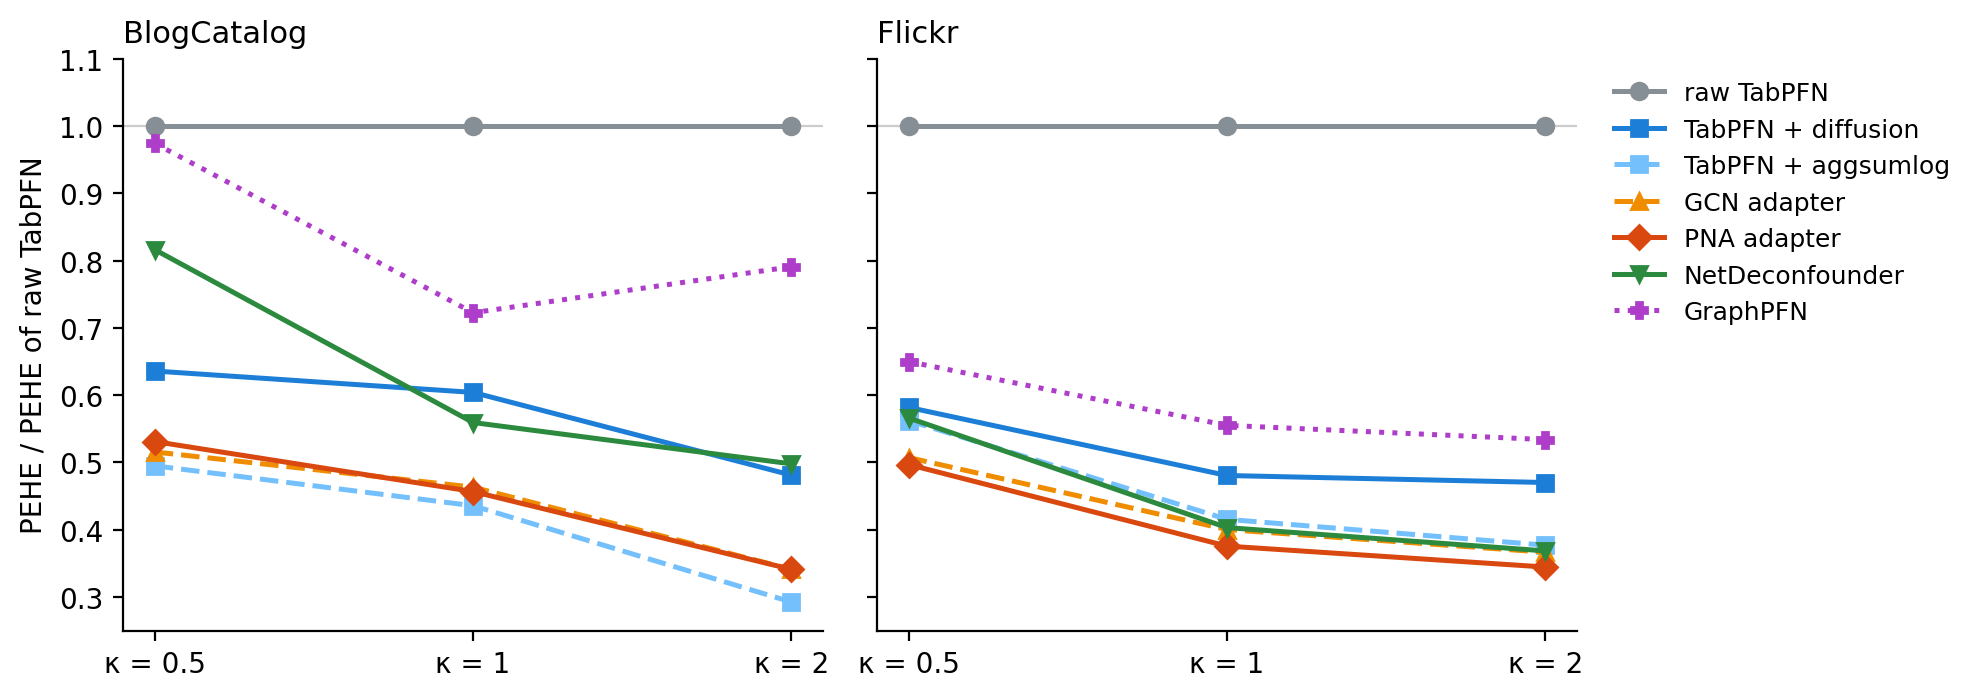 BlogCatalog
Flickr
PEHE / PEHE of raw TabPFN
1.1
1.0
0.9
0.8
0.7
0.6
0.5
0.4
0.3
κ = 0.5
κ = 1
κ = 2
κ = 0.5
κ = 1
κ = 2
raw TabPFN
TabPFN + diffusion
TabPFN + aggsumlog
GCN adapter
PNA adapter
NetDeconfounder
GraphPFN